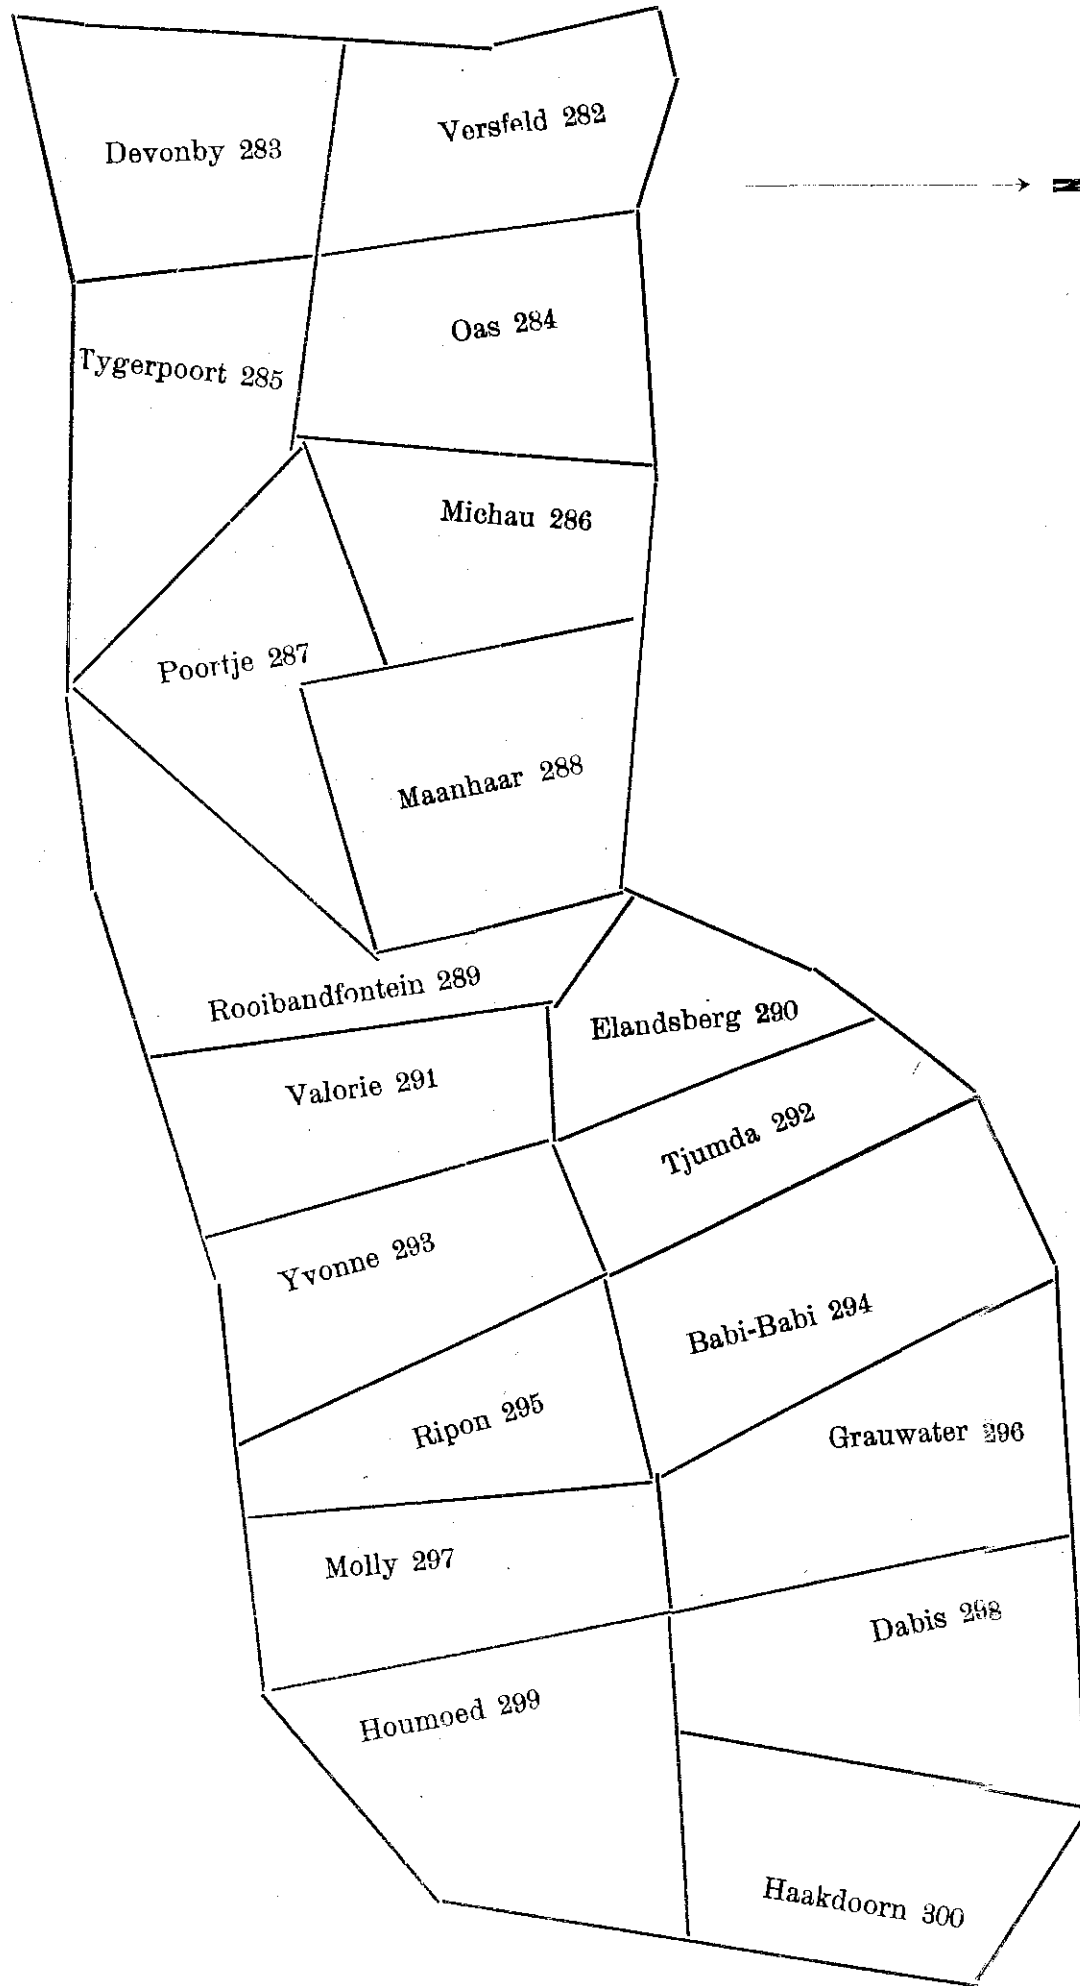 Versfeld 282
Devonby 283
N
Oas 284
Tygerpoort 285
Michau 286
Poortje 287
Maanhaar 288
Rooibandfontein 289
Elandsberg 290
Valorie 291
Tjumda 292
Yvonne 293
Babi-Babi 294
Ripon 295
Grauwater 296
Molly 297
Dabis 298
Houmoed 299
Haakdoorn 300